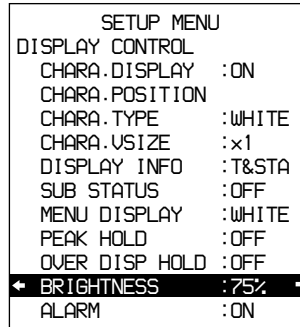 SETUP MENU
DISPLAY CONTROL
CHARA.DISPLAY :ON
CHARA.POSITION
CHARA.TYPE :WHITE
CHARA.VSIZE :x1
DISPLAY INFO :T&STA
SUB STATUS :OFF
MENU DISPLAY :WHITE
PEAK HOLD :OFF
OVER DISP HOLD :OFF
BRIGHTNESS :75%
ALARM :ON